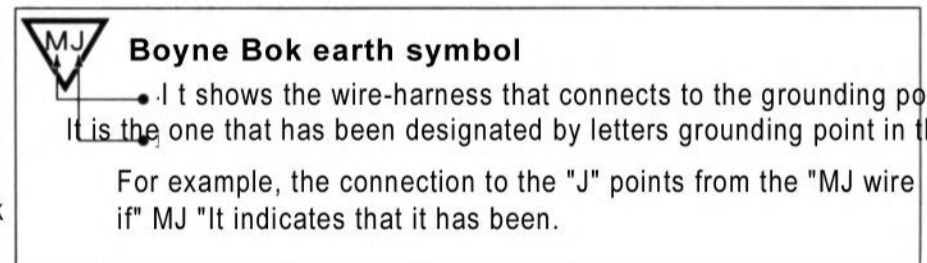 MJ
Boyne Bok earth symbol
I t shows the wire-harness that connects to the grounding po
It is the one that has been designated by letters grounding point in th
For example, the connection to the "J" points from the "MJ wire
if" MJ "It indicates that it has been.